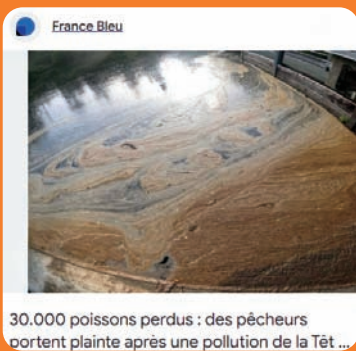 France Bleu
30.000 poissons perdus : des pêcheurs
portent plainte après une pollution de la Têt ...